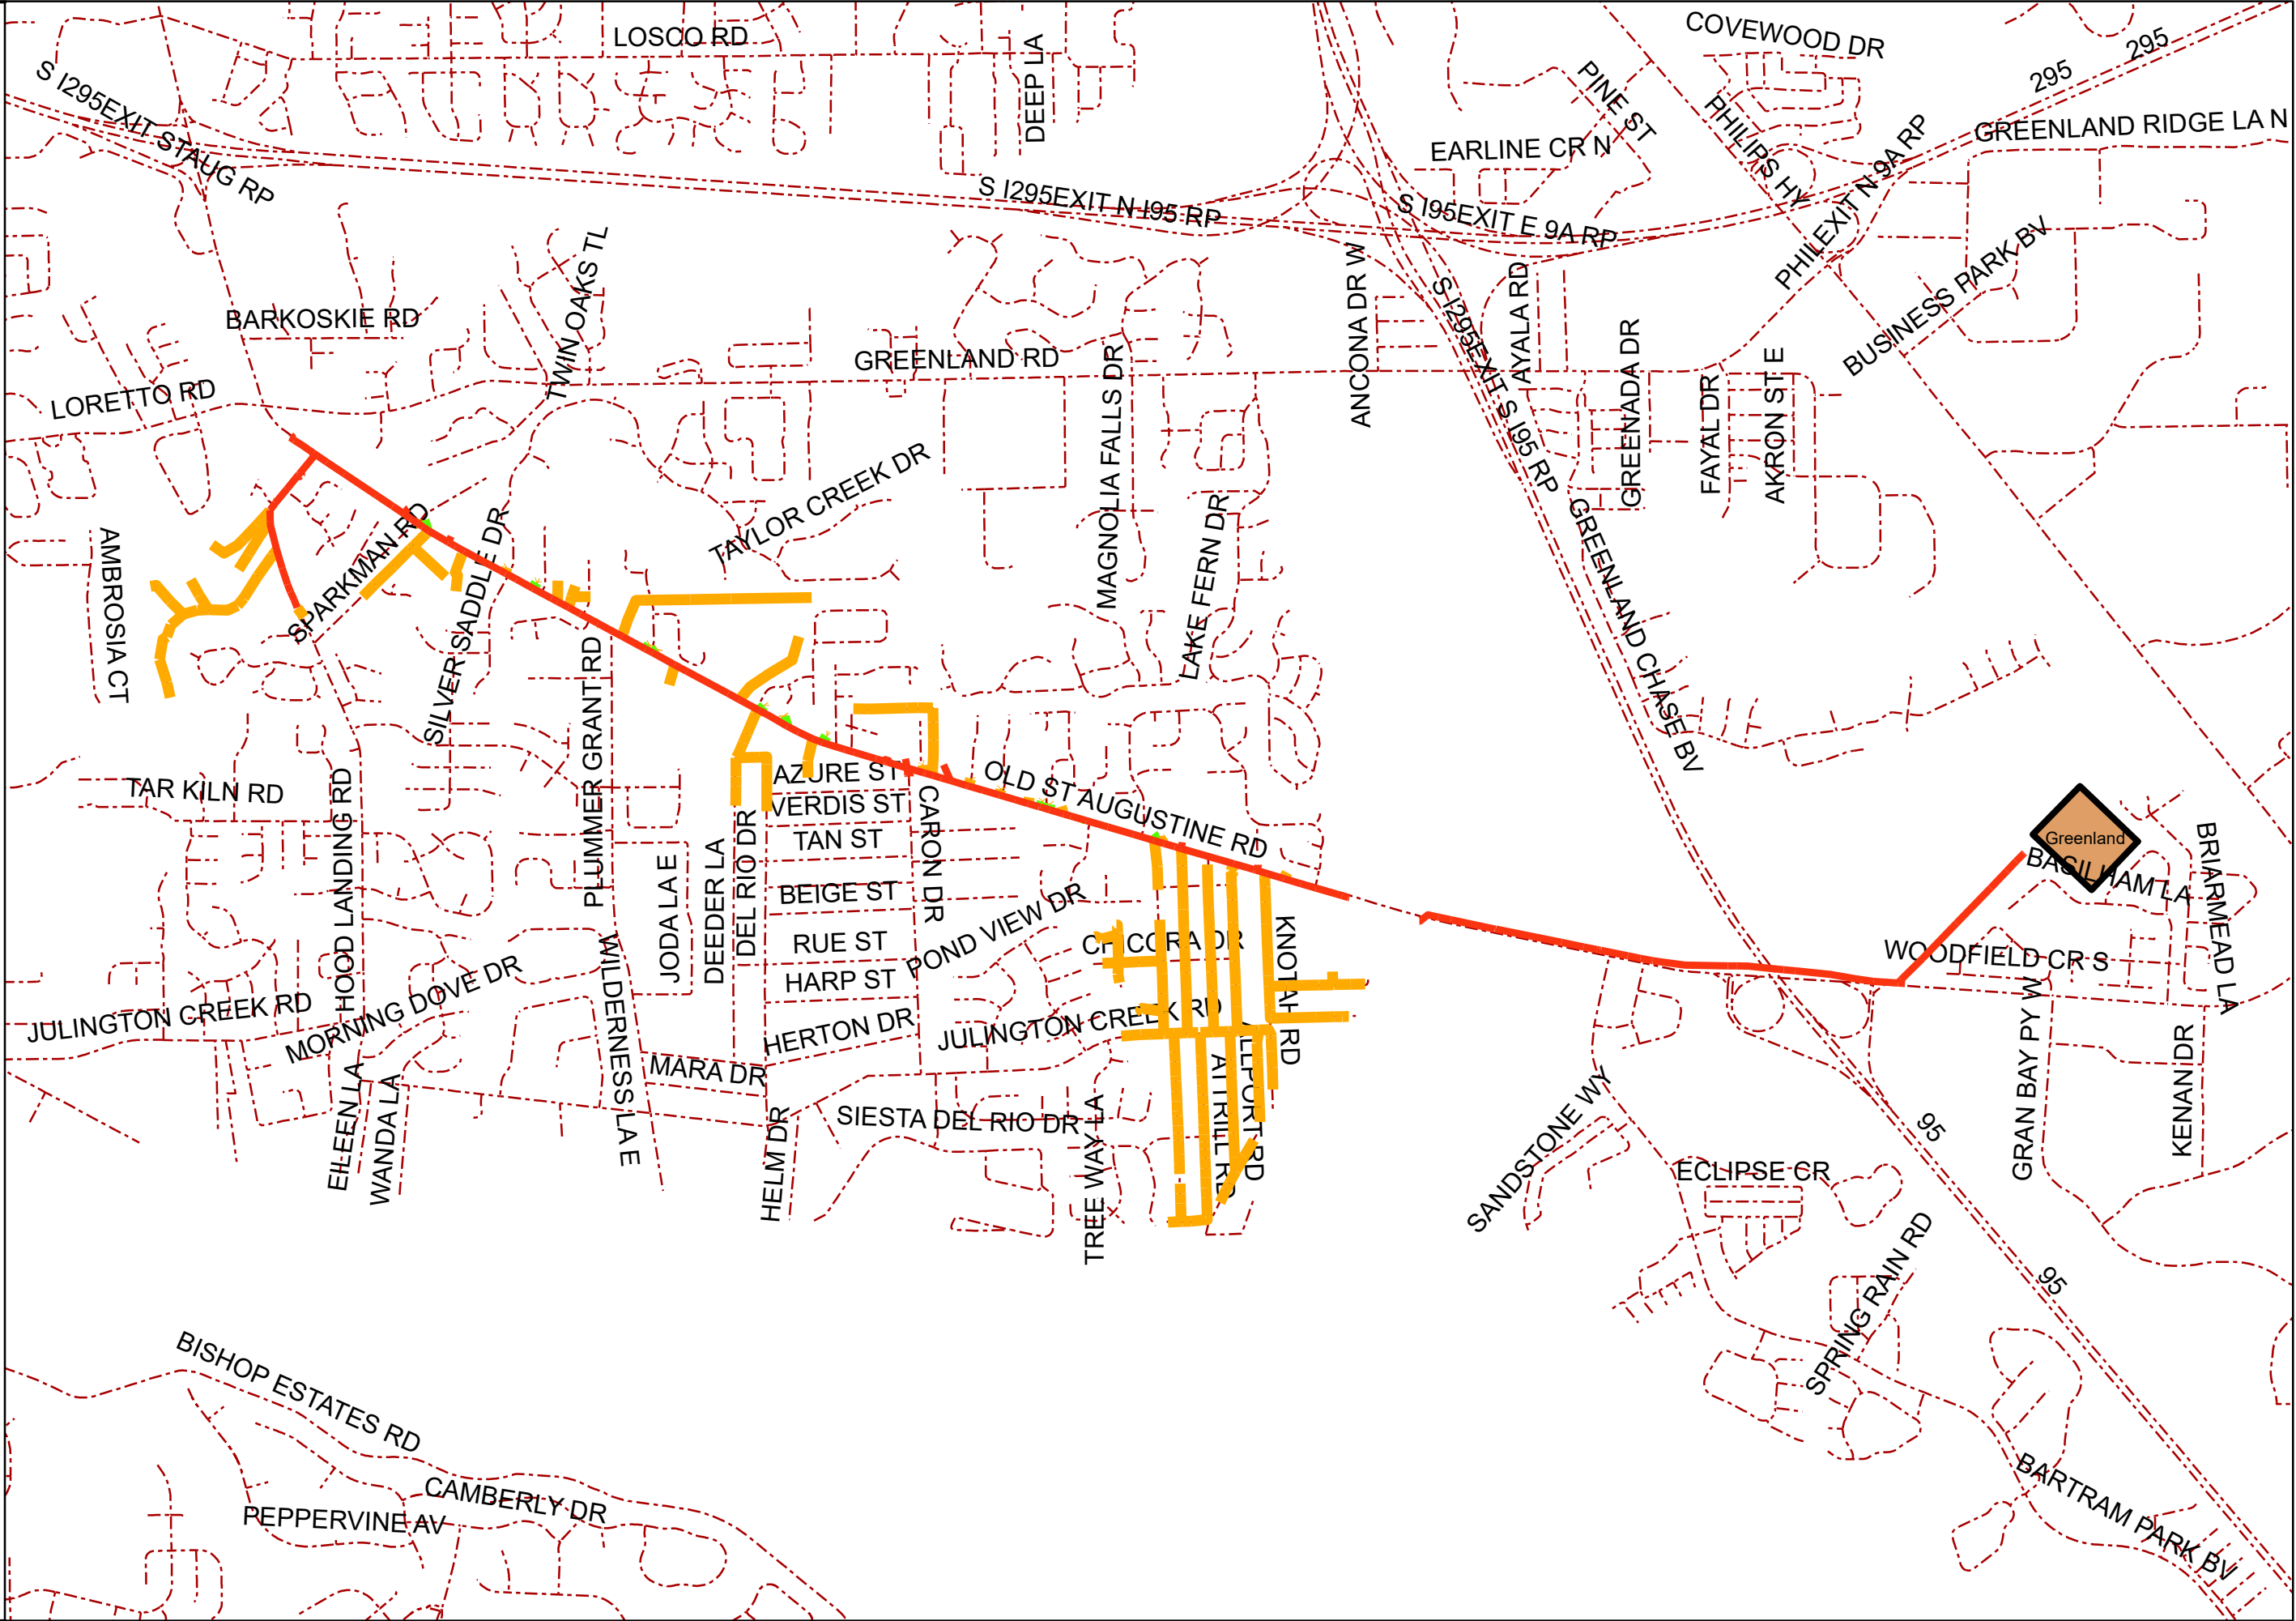 LOSCO RD
COVEWOOD DR
295
295
DEEP LA
PINE ST
S I295EXIT STAUG RP
PHILIPS HY
GREENLAND RIDGE LA N
EARLINE CR N
PHILEXIT N 9A RP
S I295EXIT N I95 RP
S I95EXIT E 9A RP
BUSINESS PARK BV
TWIN OAKS TL
BARKOSKIE RD
ANCONA DR W
AYALA RD
S I295EXIT S I95 RP
GREENLAND RD
MAGNOLIA FALLS DR
GREENADA DR
FAYAL DR
AKRON ST E
LORETTO RD
TAYLOR CREEK DR
SPARKMAN RD
SILVER SADDLE DR
AMBROSIA CT
LAKE FERN DR
GREENLAND CHASE BV
PLUMMER GRANT RD
TAR KILN RD
HOOD LANDING RD
AZURE ST
OLD ST AUGUSTINE RD
VERDIS ST
CARON DR
TAN ST
Greenland
BASILHAM LA
BRIARMEAD LA
JODA LA E
DEEDER LA
DEL RIO DR
BEIGE ST
POND VIEW DR
RUE ST
CHICORA DR
KNOTAH RD
WOODFIELD CR S
HARP ST
WILDERNESS LA E
JULINGTON CREEK RD
MORNING DOVE DR
HERTON DR
JULINGTON CREEK RD
MARA DR
ATTRILL RD
ALLPORT RD
GRAN BAY PY W
KENAN DR
EILEEN LA
WANDA LA
HELM DR
SIESTA DEL RIO DR
TREE WAY LA
SANDSTONE WY
95
ECLIPSE CR
SPRING RAIN RD
95
BISHOP ESTATES RD
CAMBERLY DR
PEPPERVINE AV
BARTRAM PARK BV